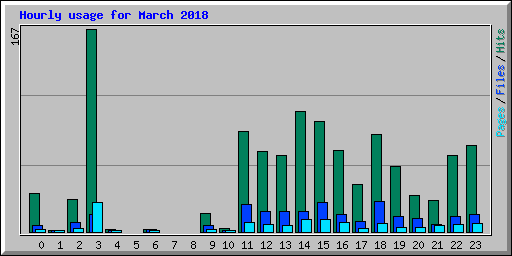 Hourly usage for March 2018
167
Pages/Files/Hits
0 1 2 3 4 5 6 7 8 9 10 11 12 13 14 15 16 17 18 19 20 21 22 23